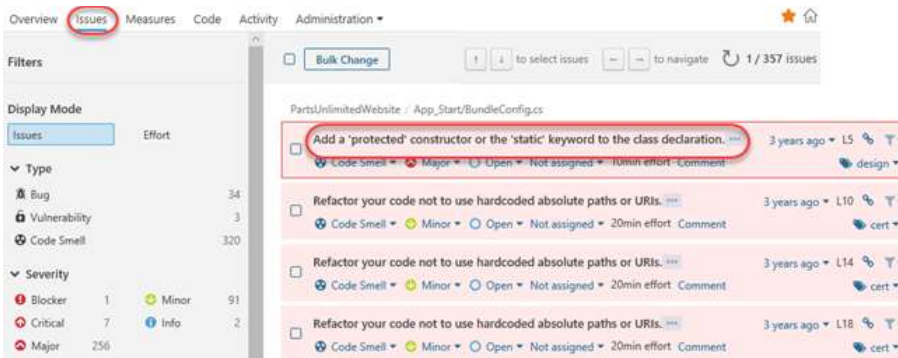 Overview Issues Measures Code Activity Administration
Filters
Bulk Change ↑ ↓ to select issues ← → to navigate 1 / 357 issues
Display Mode
Issues Effort
Type
Bug 34
Vulnerability 3
Code Smell 320
Severity
Blocker 1 Minor 91
Critical 7 Info 2
Major 256
PartsUnlimitedWebsite / App_Start/BundleConfig.cs
Add a 'protected' constructor or the 'static' keyword to the class declaration. ... 3 years ago L5
Code Smell Major Open Not assigned 10min effort Comment design
Refactor your code not to use hardcoded absolute paths or URIs. ... 3 years ago L10
Code Smell Minor Open Not assigned 20min effort Comment cert
Refactor your code not to use hardcoded absolute paths or URIs. ... 3 years ago L14
Code Smell Minor Open Not assigned 20min effort Comment cert
Refactor your code not to use hardcoded absolute paths or URIs. ... 3 years ago L18
Code Smell Minor Open Not assigned 20min effort Comment cert